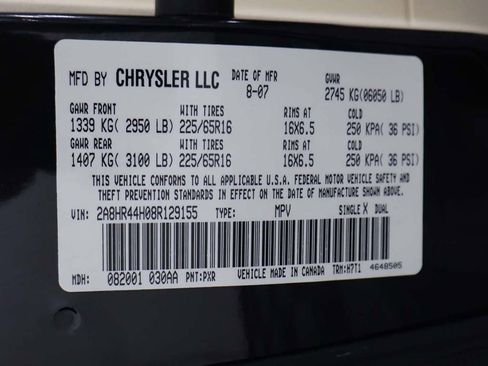 MFD BY CHRYSLER LLC DATE OF MFR GVWR
8-07 2745 KG(06050 LB)
GAWR FRONT WITH TIRES RIMS AT COLD
1339 KG( 2950 LB) 225/65R16 16X6.5 250 KPA( 36 PSI)
GAWR REAR WITH TIRES RIMS AT COLD
1407 KG( 3100 LB) 225/65R16 16X6.5 250 KPA( 36 PSI)
THIS VEHICLE CONFORMS TO ALL APPLICABLE U.S.A. FEDERAL MOTOR VEHICLE SAFETY AND
THEFT PREVENTION STANDARDS IN EFFECT ON THE DATE OF MANUFACTURE SHOWN ABOVE.
VIN: 2A8HR44H08R129155 TYPE: MPV SINGLE X DUAL
MDH: 082001 030AA PNT: PXR VEHICLE MADE IN CANADA TRM: H7T1 4648505